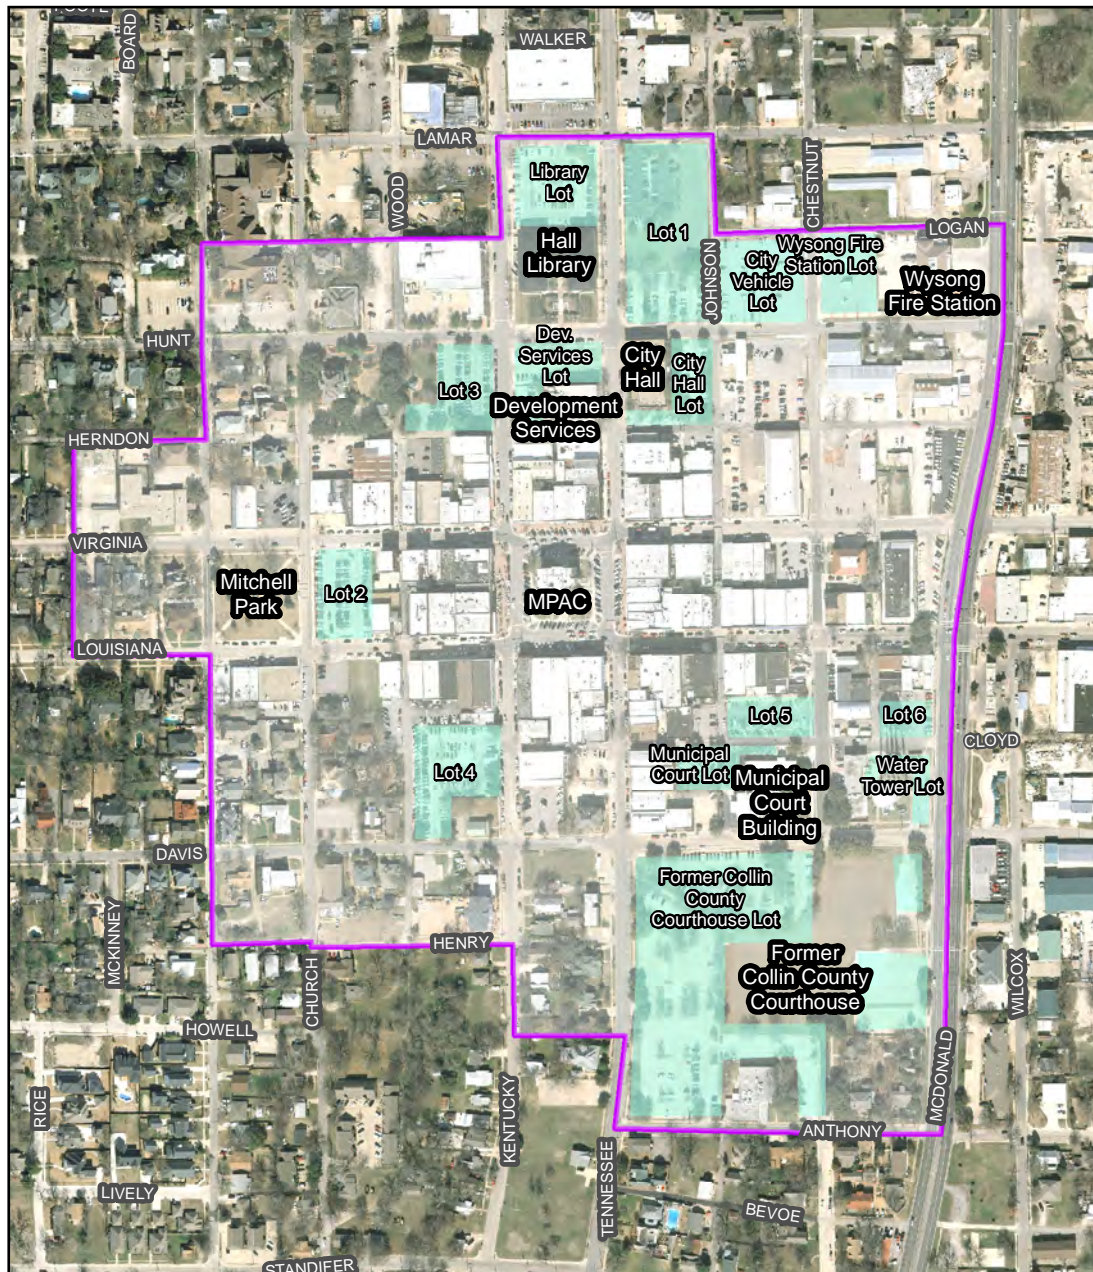 BOARD
WALKER
LAMAR
WOOD
CHESTNUT
LOGAN
Library
Lot
Hall
Library
Lot 1
JOHNSON
City
Vehicle
Lot
Wysong Fire
Station Lot
Wysong
Fire Station
HUNT
Dev.
Services
Lot
Lot 3
City
Hall
City
Hall
Lot
Development
Services
HERNDON
VIRGINIA
Mitchell
Park
Lot 2
MPAC
LOUISIANA
Lot 5
Lot 6
CLOYD
Lot 4
Municipal
Court Lot
Municipal
Court
Building
Water
Tower Lot
DAVIS
Former Collin
County
Courthouse Lot
MCKINNEY
HENRY
CHURCH
Former
Collin County
Courthouse
WILCOX
HOWELL
RICE
KENTUCKY
TENNESSEE
MCDONALD
ANTHONY
LIVELY
BEVOE
STANDIFER